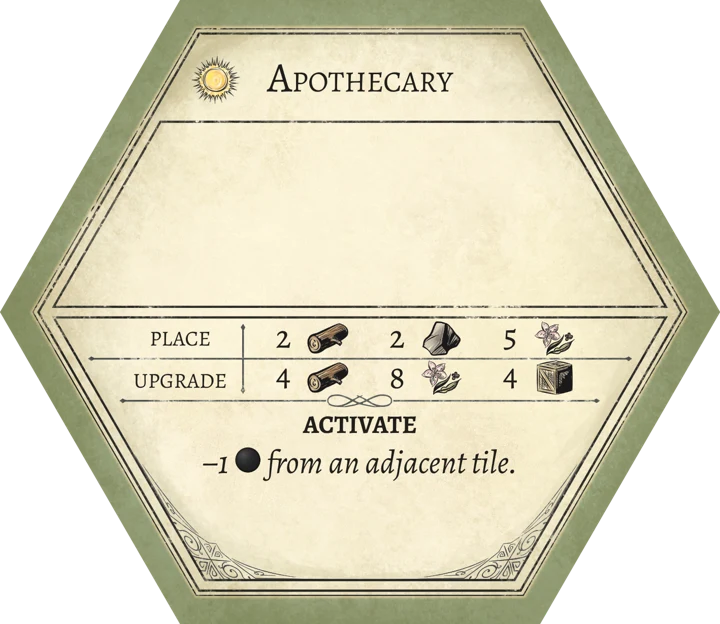 APOTHECARY
PLACE 2 2 5
UPGRADE 4 8 4
ACTIVATE
–1 from an adjacent tile.